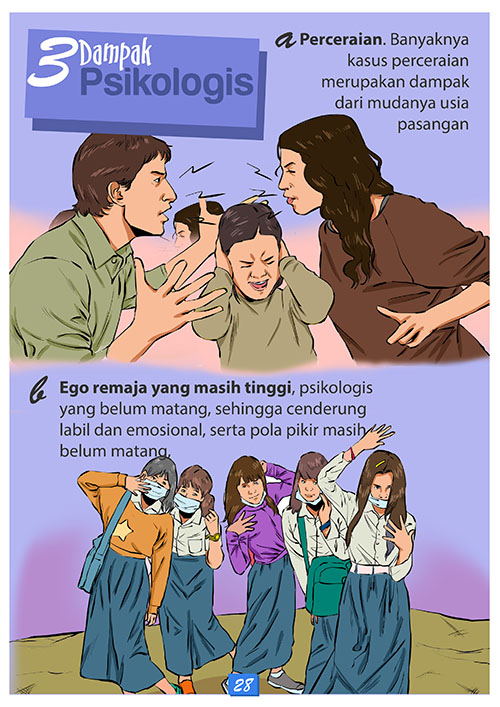 3 Dampak
Psikologis
a Perceraian. Banyaknya
kasus perceraian
merupakan dampak
dari mudanya usia
pasangan
b Ego remaja yang masih tinggi, psikologis
yang belum matang, sehingga cenderung
labil dan emosional, serta pola pikir masih
belum matang.
28